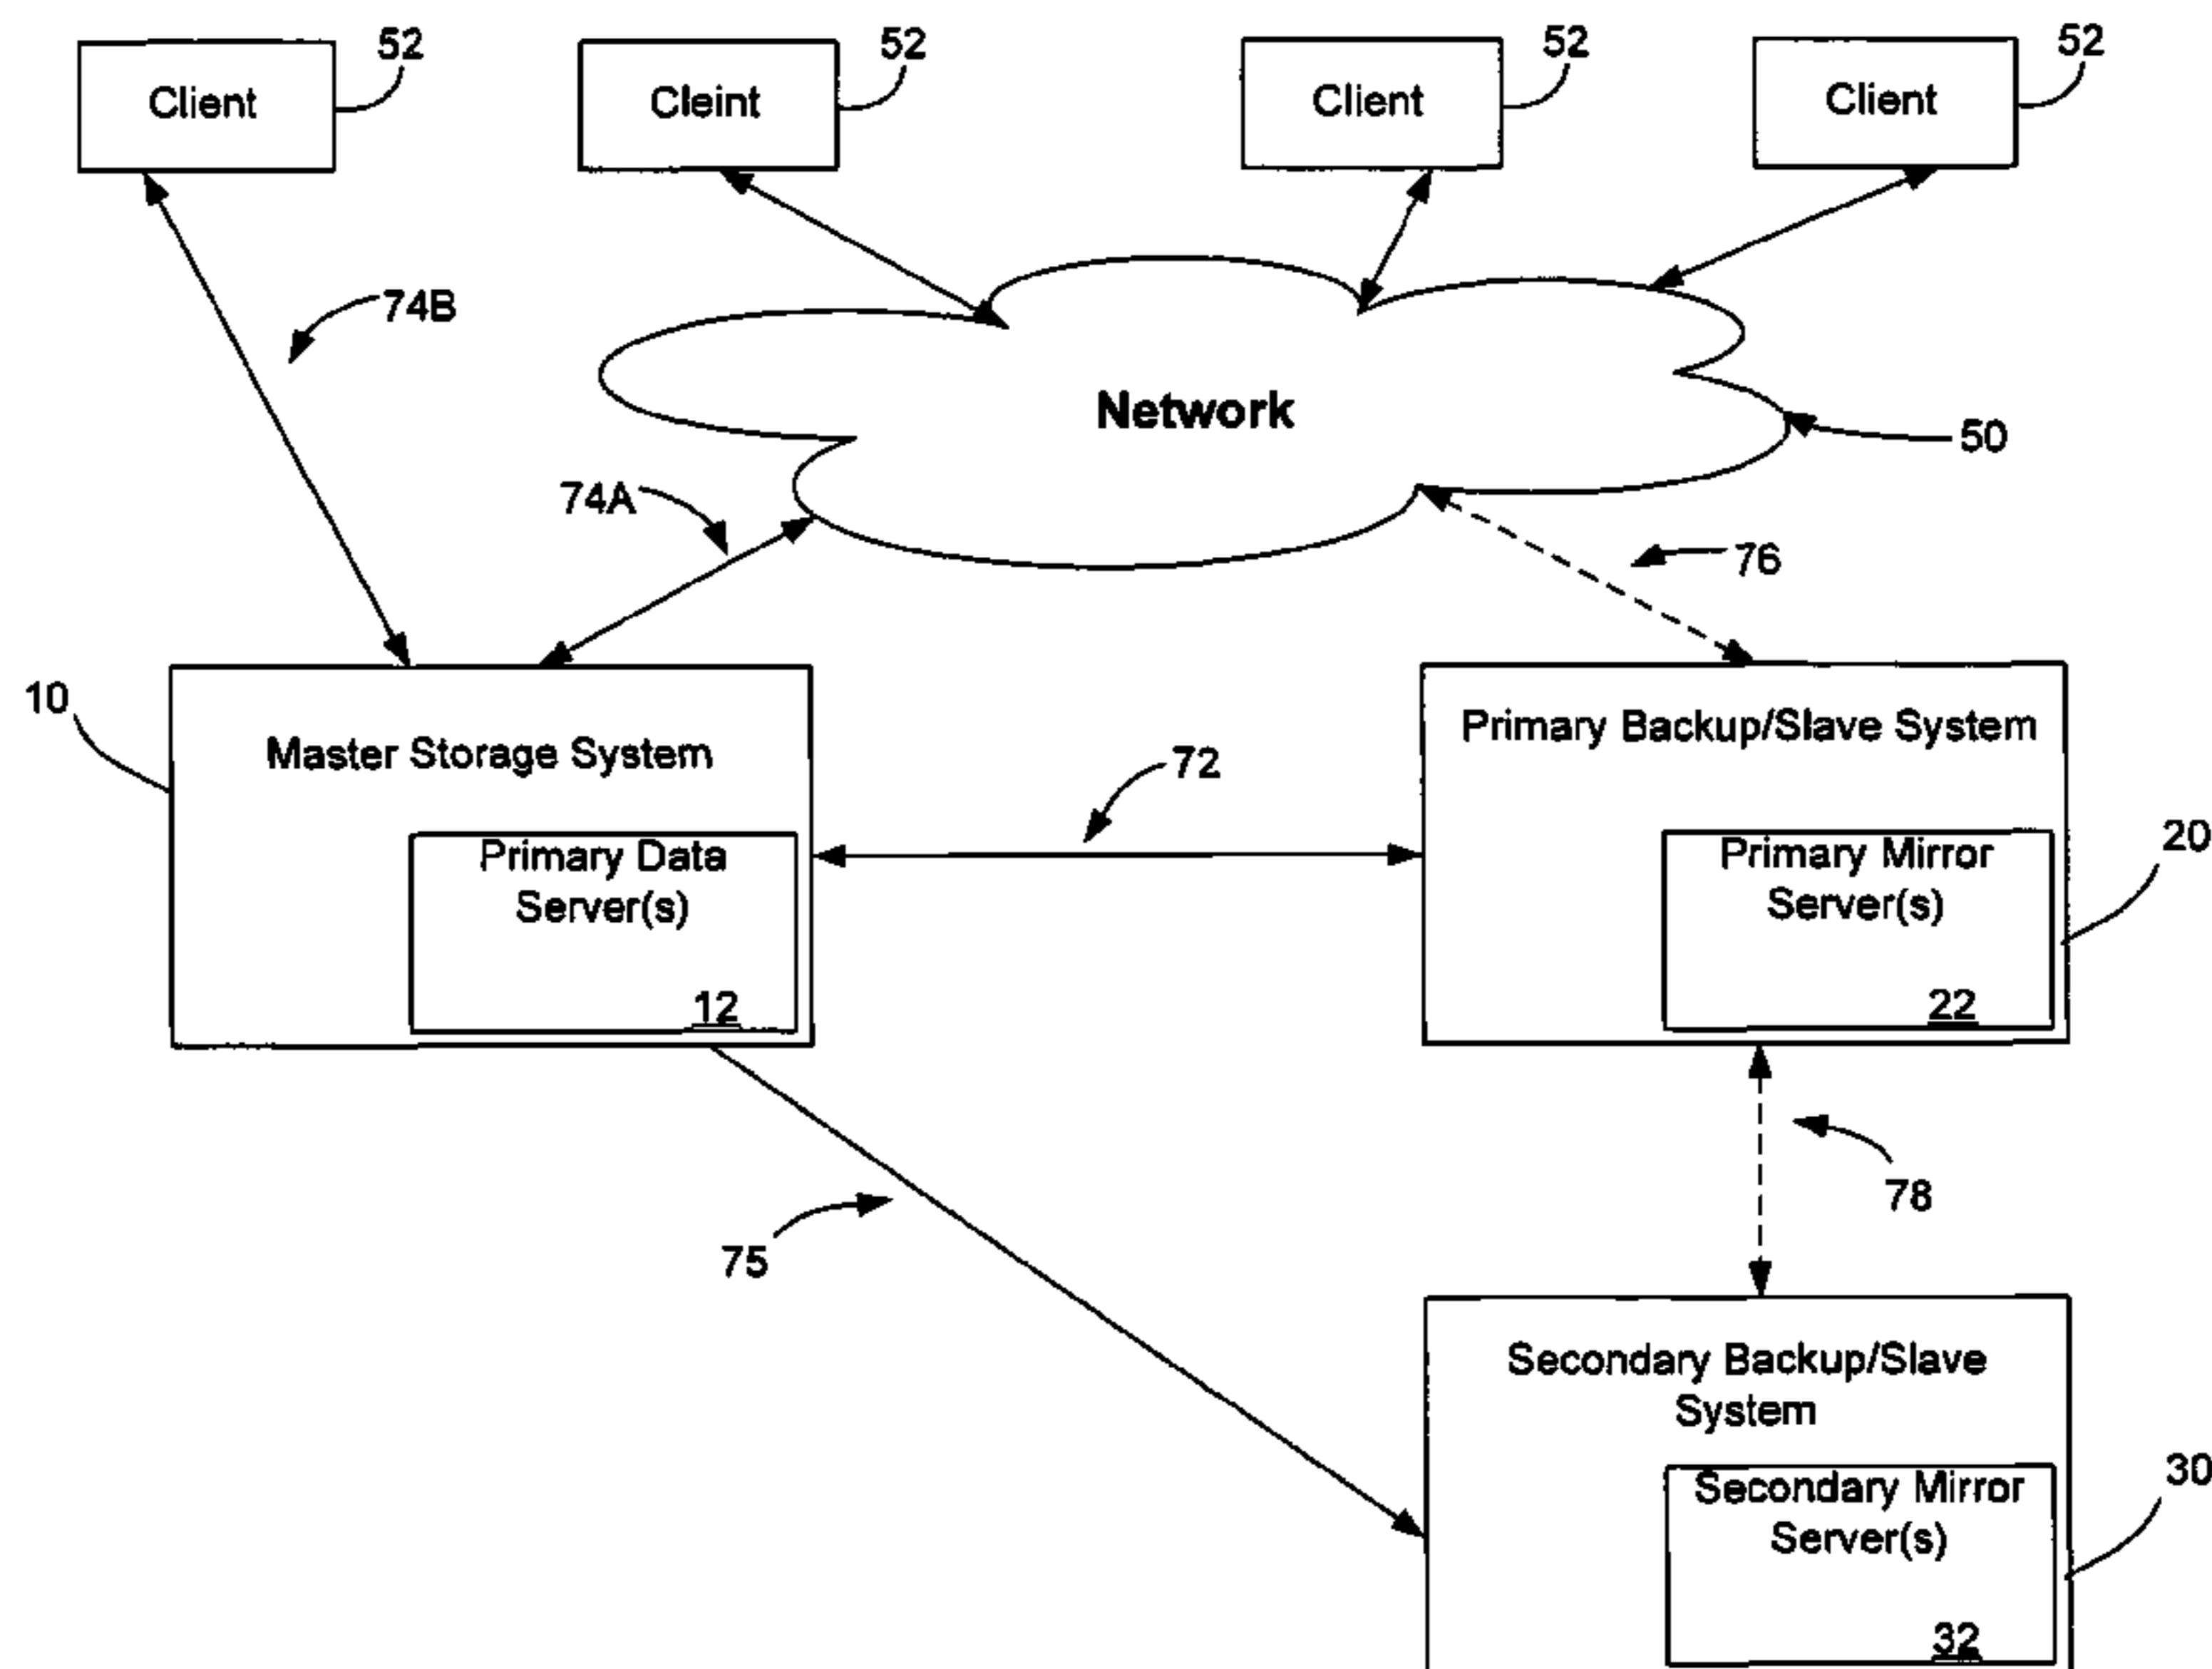 52
52
52
52
Client
Cleint
Client
Client
74B
Network
50
74A
76
10
Master Storage System
Primary Backup/Slave System
72
20
Primary Data
Server(s)
12
Primary Mirror
Server(s)
22
78
75
Secondary Backup/Slave
System
30
Secondary Mirror
Server(s)
32